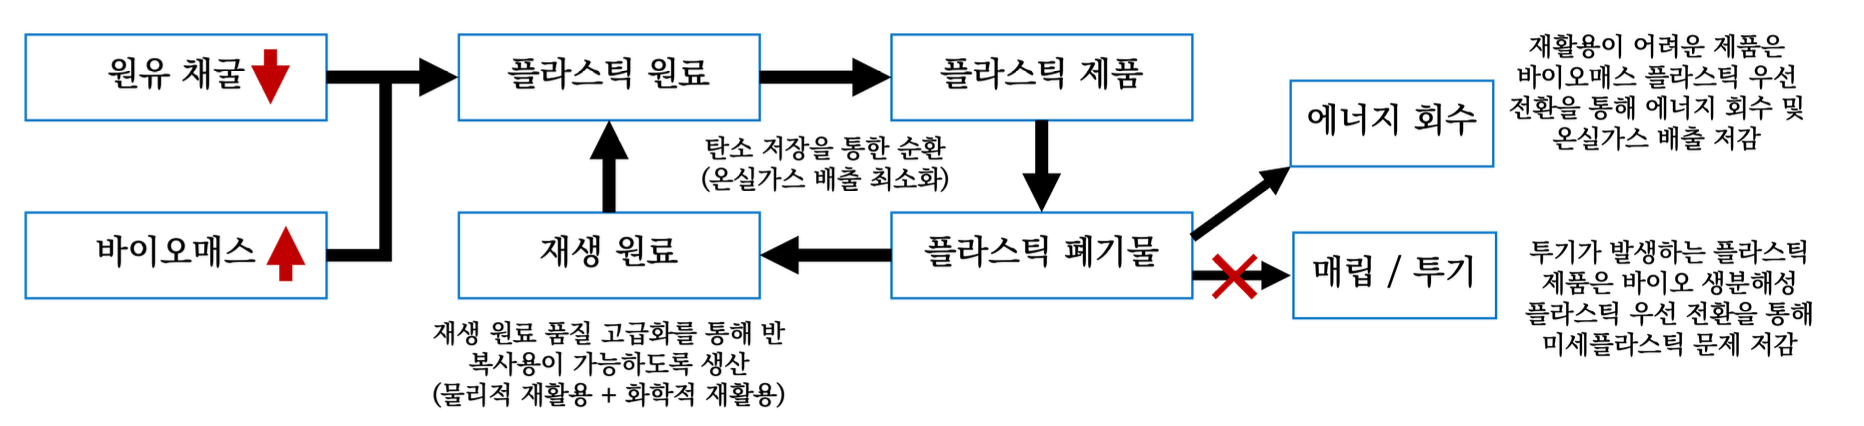 원유 채굴
플라스틱 원료
플라스틱 제품
에너지 회수
재활용이 어려운 제품은
바이오매스 플라스틱 우선
전환을 통해 에너지 회수 및
온실가스 배출 저감
탄소 저장을 통한 순환
(온실가스 배출 최소화)
바이오매스
재생 원료
플라스틱 폐기물
매립 / 투기
투기가 발생하는 플라스틱
제품은 바이오 생분해성
플라스틱 우선 전환을 통해
미세플라스틱 문제 저감
재생 원료 품질 고급화를 통해 반
복사용이 가능하도록 생산
(물리적 재활용 + 화학적 재활용)